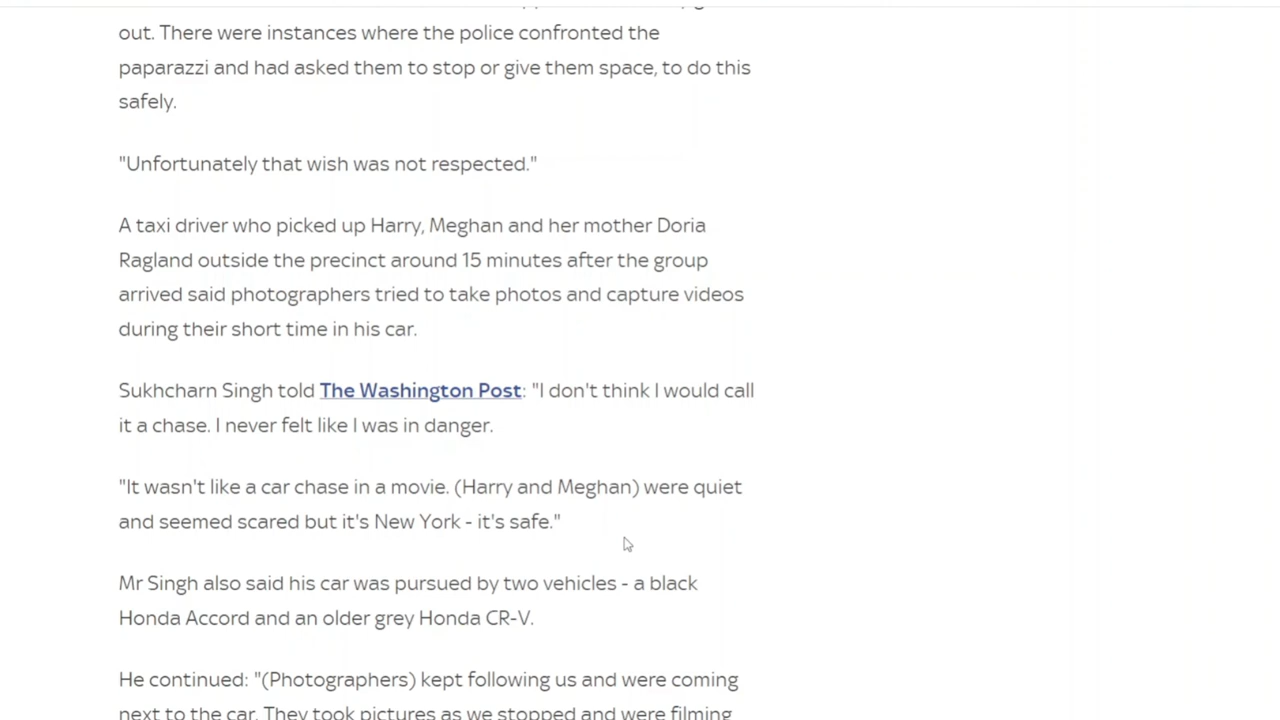 out. There were instances where the police confronted the
paparazzi and had asked them to stop or give them space, to do this
safely.
"Unfortunately that wish was not respected."
A taxi driver who picked up Harry, Meghan and her mother Doria
Ragland outside the precinct around 15 minutes after the group
arrived said photographers tried to take photos and capture videos
during their short time in his car.
Sukhcharn Singh told The Washington Post: "I don't think I would call
it a chase. I never felt like I was in danger.
"It wasn't like a car chase in a movie. (Harry and Meghan) were quiet
and seemed scared but it's New York - it's safe."
Mr Singh also said his car was pursued by two vehicles - a black
Honda Accord and an older grey Honda CR-V.
He continued: "(Photographers) kept following us and were coming
next to the car. They took pictures as we stopped and were filming